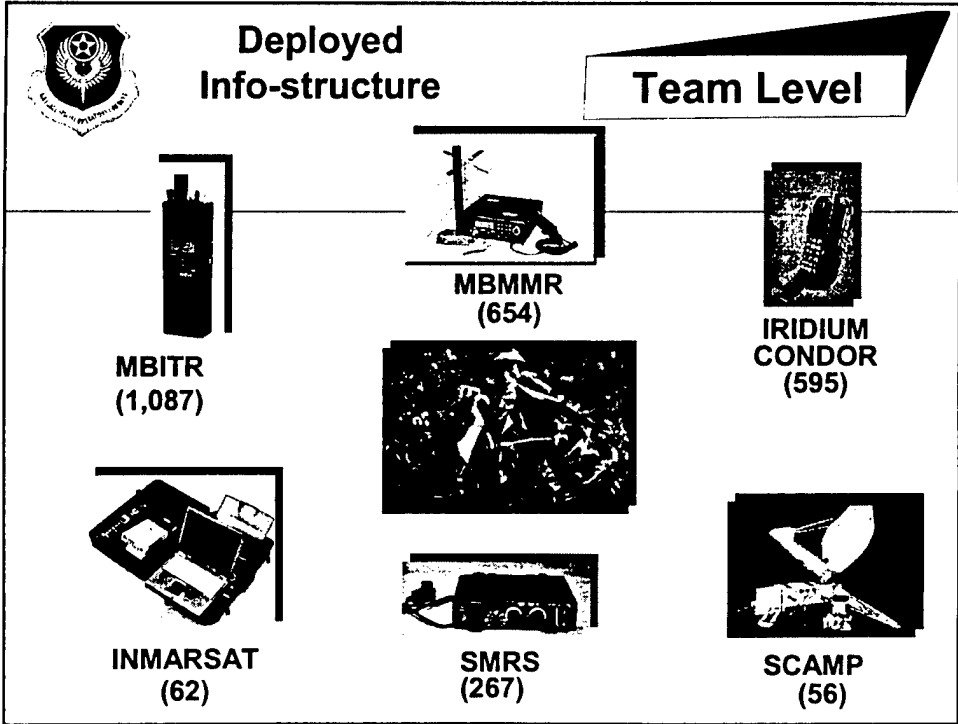 Deployed
Info-structure
Team Level
MBITR
(1,087)
MBMMR
(654)
IRIDIUM
CONDOR
(595)
INMARSAT
(62)
SMRS
(267)
SCAMP
(56)